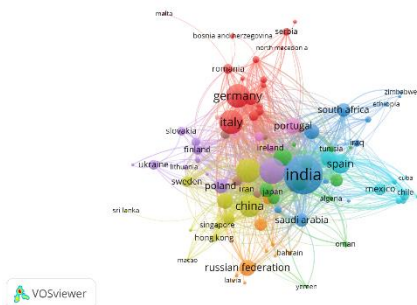 malta
serbia
bosnia and herzegovina
north macedonia
romania
germany
zimbabwe
ethiopia
south africa
italy
portugal
slovakia
iraq
ireland
tunisia
finland
ukraine
lithuania
spain
india
cuba
sweden
poland
iran
japan
mexico
chile
algeria
china
sri lanka
saudi arabia
singapore
hong kong
oman
macao
bahrain
russian federation
latvia
yemen
VOSviewer